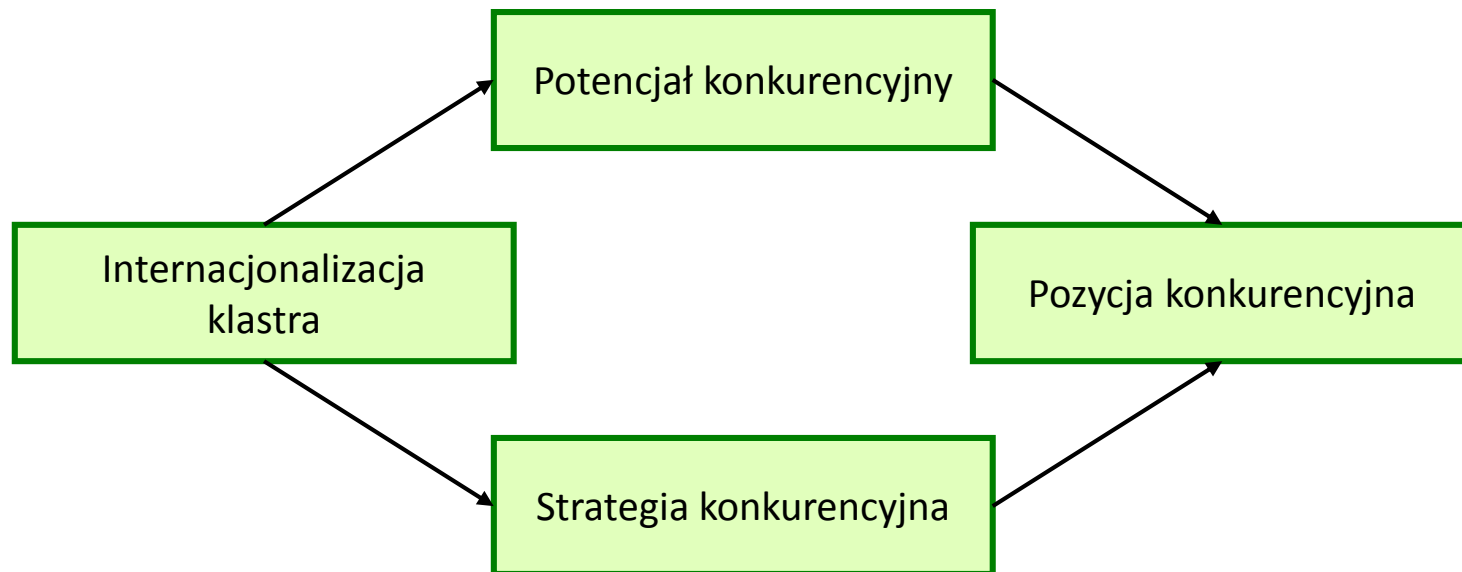 Potencjał konkurencyjny
Internacjonalizacja
klastra
Pozycja konkurencyjna
Strategia konkurencyjna